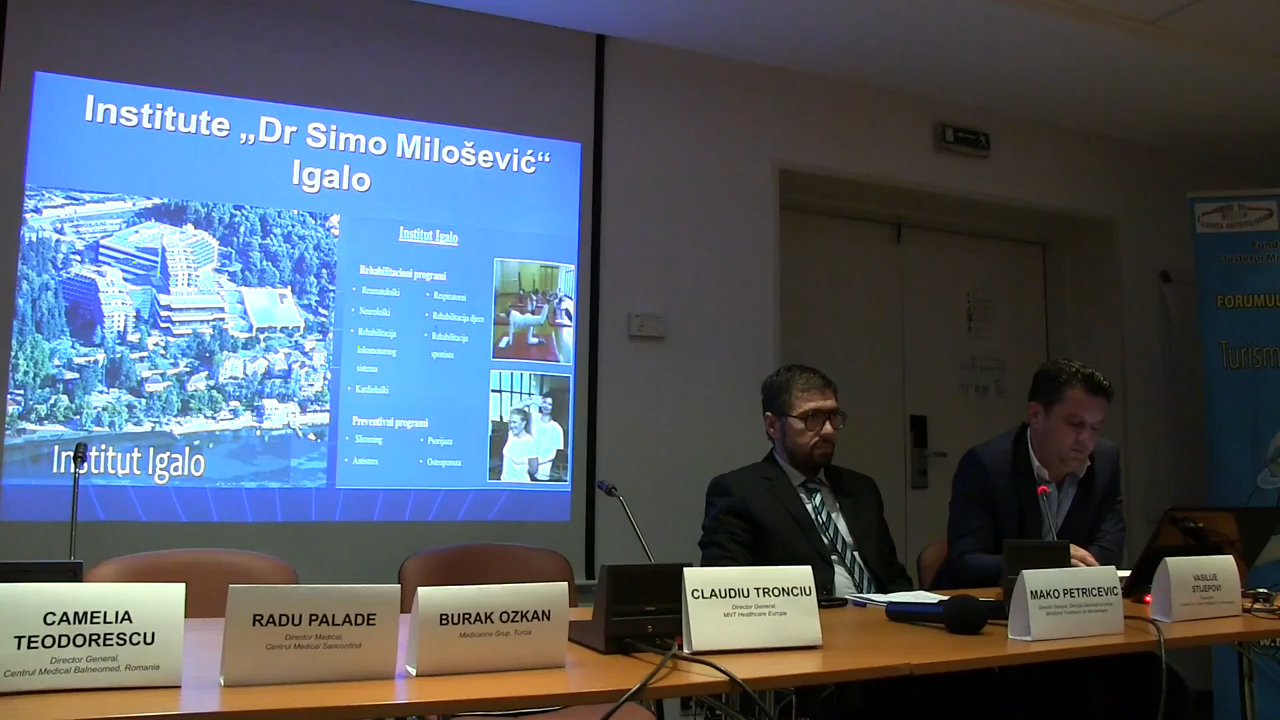 Institute „Dr Simo Milošević“
Igalo
Institut Igalo
Rehabilitacioni programi
• Reumatološki
• Neurološki
• Rehabilitacija
lokomotornog
sistema
• Kardiološki
• Respiratorni
• Rehabilitacija djece
• Rehabilitacija
sportista
Preventivni programi
• Slimming
• Antistres
• Psorijaza
• Osteoporoza
Institut Igalo
FORUMUL
Turism
CAMELIA
TEODORESCU
Director General,
Centrul Medical Balneomed, Romania
RADU PALADE
Director Medical,
Centrul Medical Sanconfind
BURAK OZKAN
Medicanna Grup, Turcia
CLAUDIU TRONCIU
Director General,
MNT Healthcare Europe
MAKO PETRICEVIC
VASILIJE
STIJEPOVI